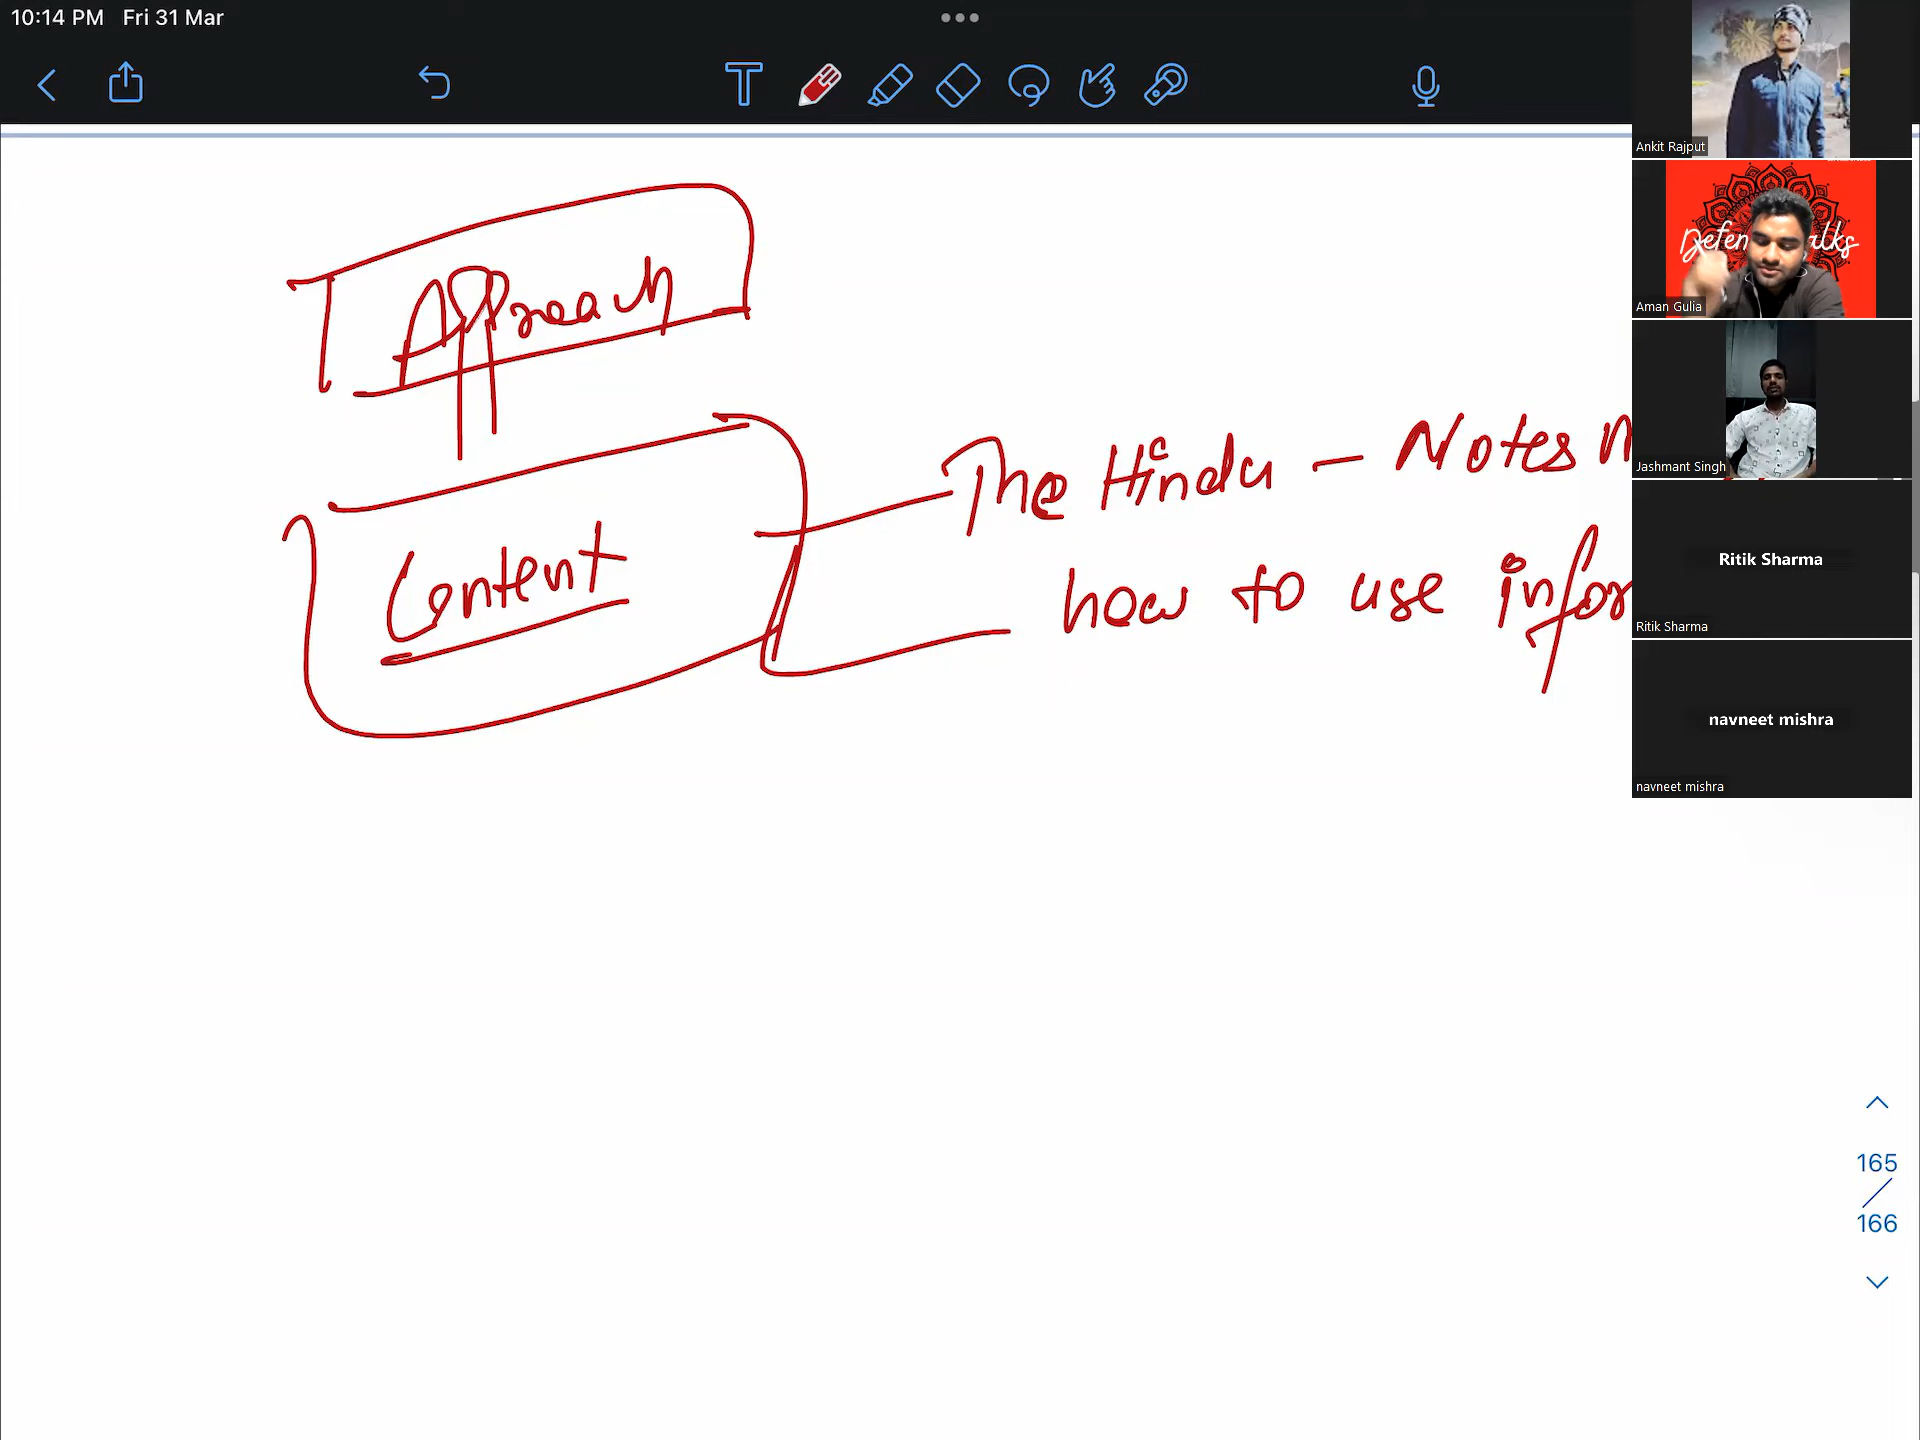 10:14 PM Fri 31 Mar
Approach
Content
The Hindu - Notes
how to use infor
Ankit Rajput
Aman Gulia
Jashmant Singh
Ritik Sharma
Ritik Sharma
navneet mishra
navneet mishra
165
166